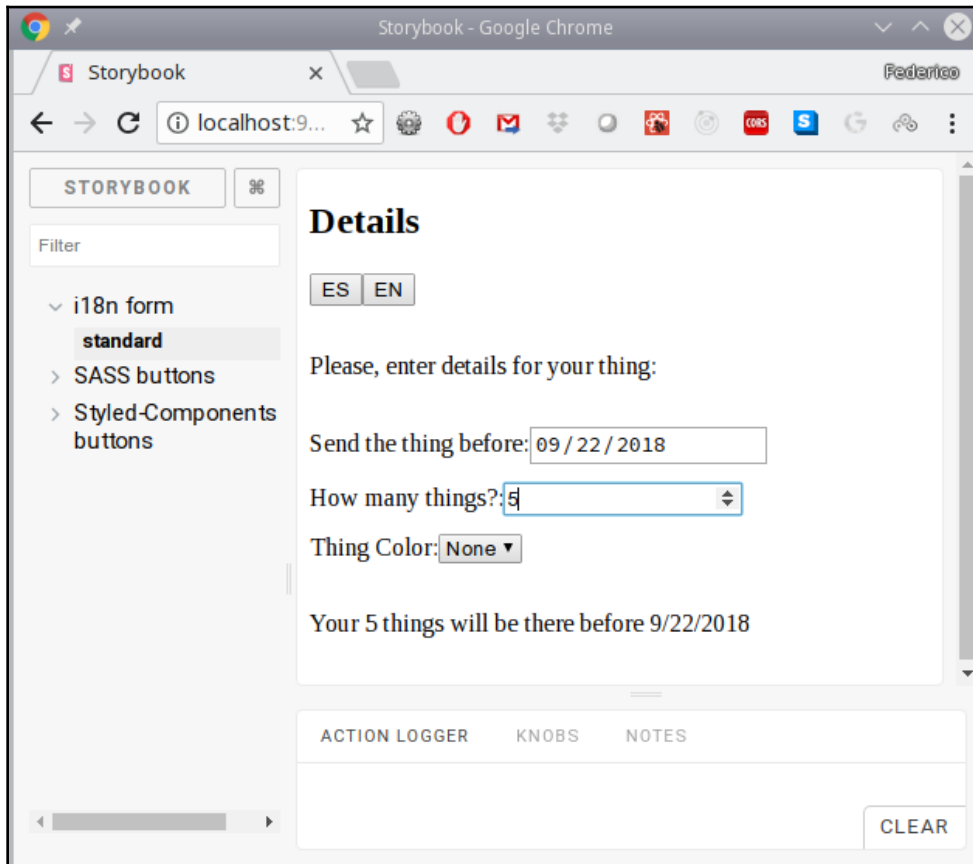 Storybook - Google Chrome
S Storybook
Federico
localhost:9...
CORS S G
STORYBOOK ⌘
Filter
i18n form
standard
SASS buttons
Styled-Components
buttons
Details
ES EN
Please, enter details for your thing:
Send the thing before: 09/22/2018
How many things?: 5
Thing Color: None
Your 5 things will be there before 9/22/2018
ACTION LOGGER KNOBS NOTES
CLEAR